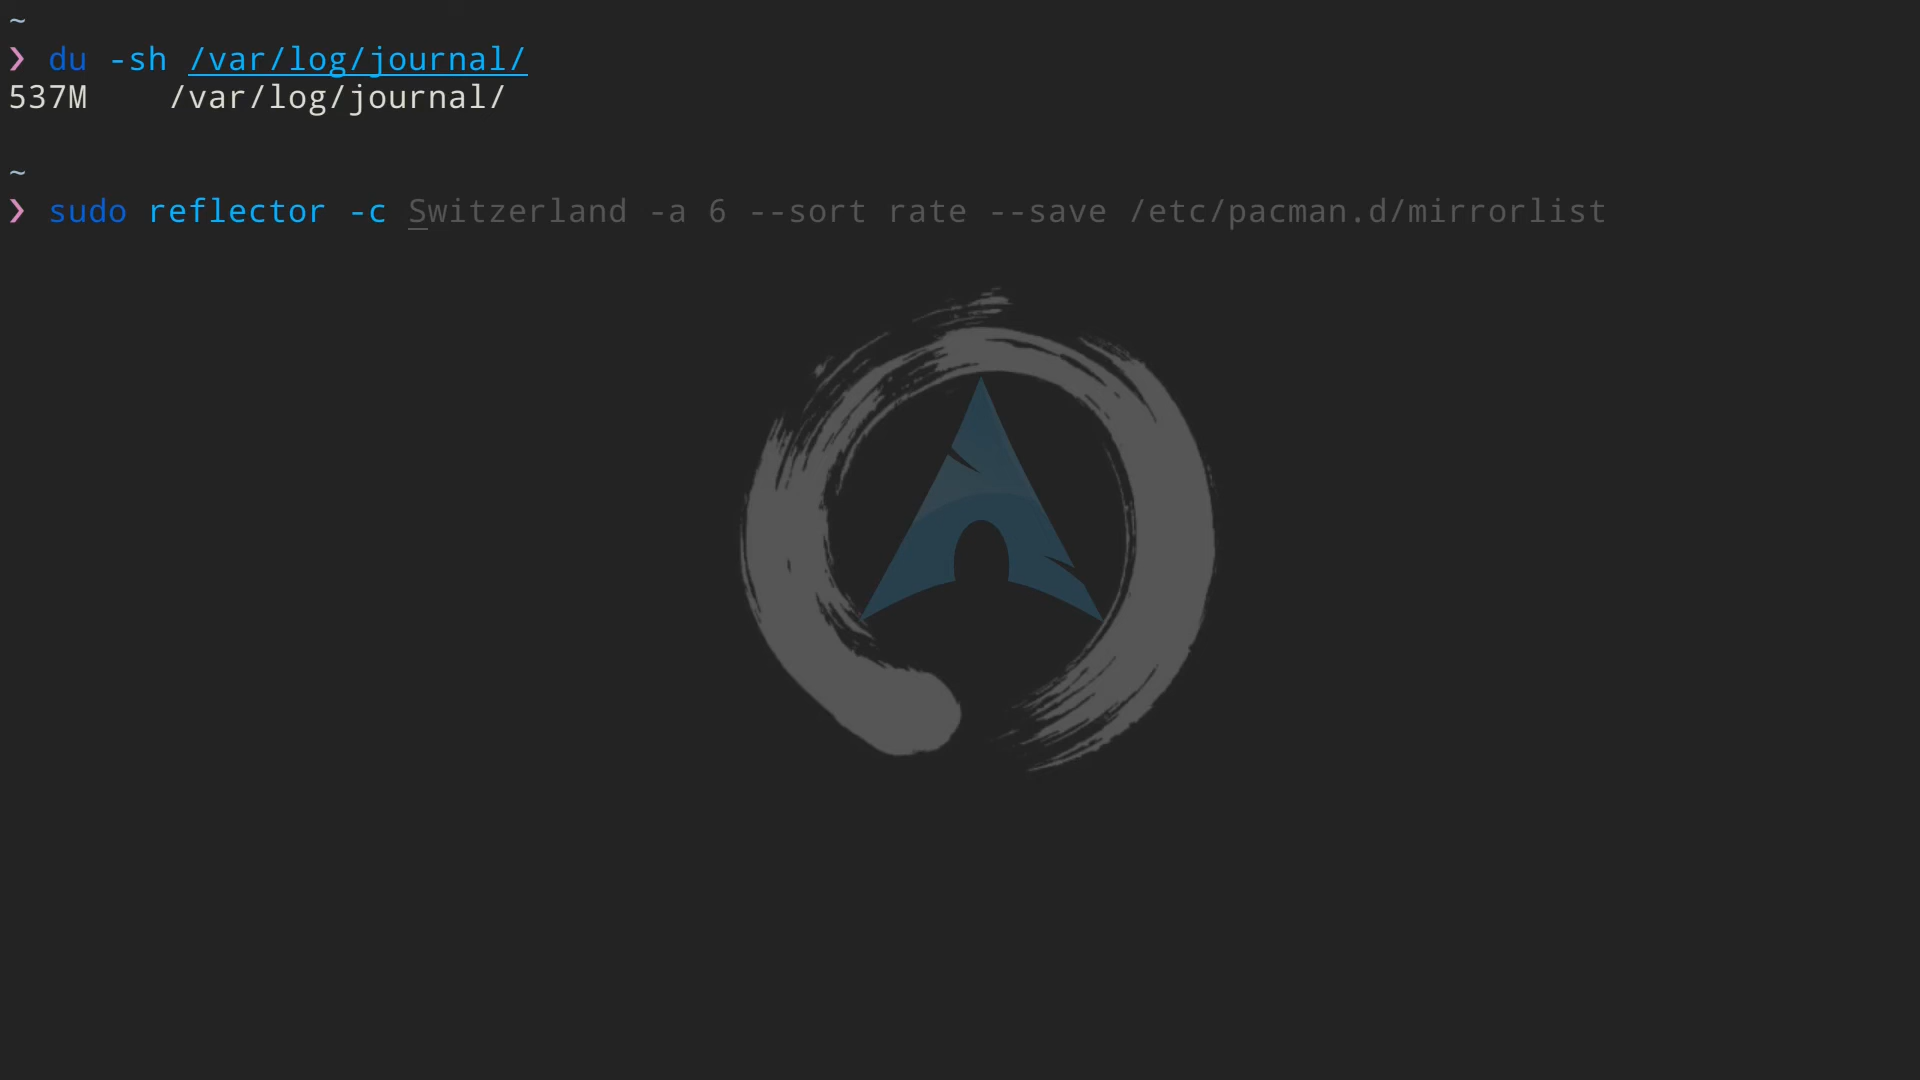 ~
❯ du -sh /var/log/journal/
537M /var/log/journal/
~
❯ sudo reflector -c Switzerland -a 6 --sort rate --save /etc/pacman.d/mirrorlist